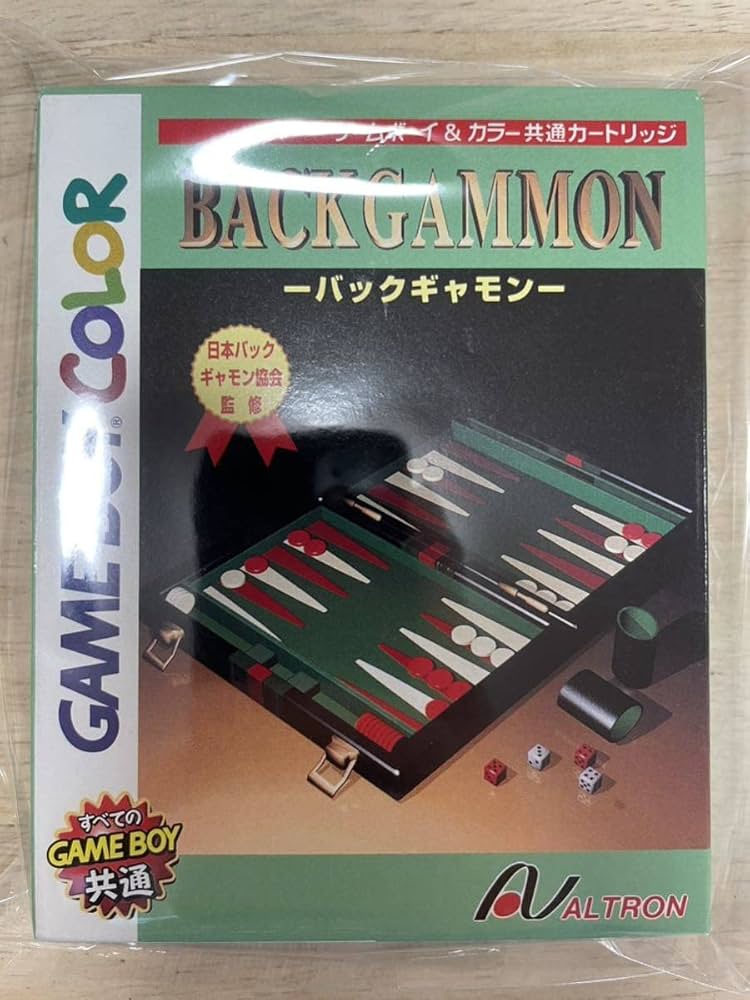 ゲームボーイ&カラー共通カートリッジ
BACKGAMMON
ーバックギャモンー
日本バック
ギャモン協会
監修
GAME BOY® COLOR
すべての
GAME BOY
共通
ALTRON